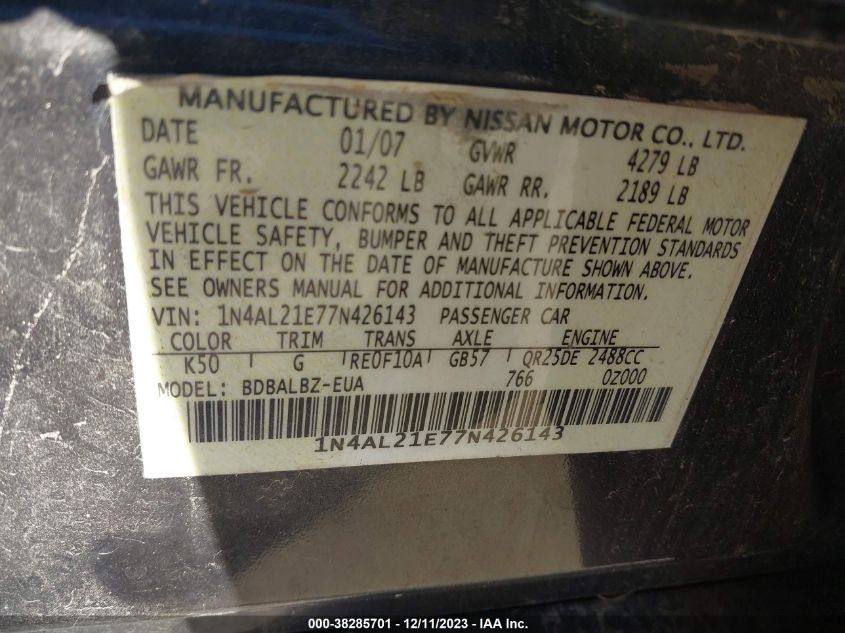 MANUFACTURED BY NISSAN MOTOR CO., LTD.
DATE 01/07 GVWR 4279 LB
GAWR FR. 2242 LB GAWR RR. 2189 LB
THIS VEHICLE CONFORMS TO ALL APPLICABLE FEDERAL MOTOR
VEHICLE SAFETY, BUMPER AND THEFT PREVENTION STANDARDS
IN EFFECT ON THE DATE OF MANUFACTURE SHOWN ABOVE.
SEE OWNERS MANUAL FOR ADDITIONAL INFORMATION.
VIN: 1N4AL21E77N426143 PASSENGER CAR
COLOR TRIM TRANS AXLE ENGINE
K50 G RE0F10A GB57 QR25DE 2488CC
MODEL: BDBALBZ-EUA 766 0Z000
1N4AL21E77N426143
000-38285701 - 12/11/2023 - IAA Inc.